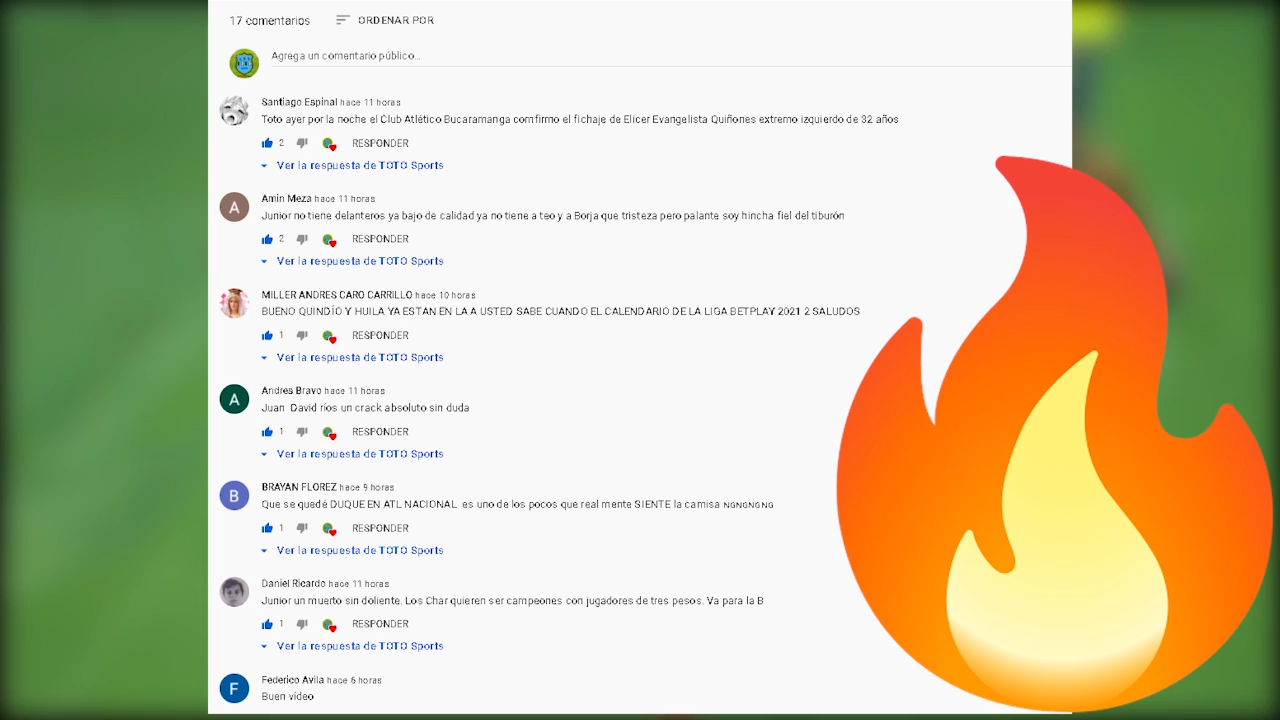 17 comentarios ORDENAR POR
Agrega un comentario público...
Santiago Espinal hace 11 horas
Toto ayer por la noche el Club Atlético Bucaramanga confirmo el fichaje de Elicer Evangelista Quiñones extremo izquierdo de 32 años
2 RESPONDER
Ver la respuesta de TOTO Sports
A
Amin Meza hace 11 horas
Junior no tiene delanteros ya bajo de calidad ya no tiene a teo y a Borja que tristeza pero palante soy hincha fiel del tiburón
2 RESPONDER
Ver la respuesta de TOTO Sports
MILLER ANDRES CARO CARRILLO hace 10 horas
BUENO QUINDÍO Y HUILA YA ESTAN EN LA A USTED SABE CUANDO EL CALENDARIO DE LA LIGA BETPLAY 2021 2 SALUDOS
1 RESPONDER
Ver la respuesta de TOTO Sports
A
Andres Bravo hace 11 horas
Juan David ríos un crack absoluto sin duda
1 RESPONDER
Ver la respuesta de TOTO Sports
B
BRAYAN FLOREZ hace 9 horas
Que se quedé DUQUE EN ATL NACIONAL es uno de los pocos que real mente SIENTE la camisa ɴɢɴɢɴɢɴɢ
1 RESPONDER
Ver la respuesta de TOTO Sports
Daniel Ricardo hace 11 horas
Junior un muerto sin doliente. Los Char quieren ser campeones con jugadores de tres pesos. Va para la B
1 RESPONDER
Ver la respuesta de TOTO Sports
F
Federico Avila hace 6 horas
Buen vídeo